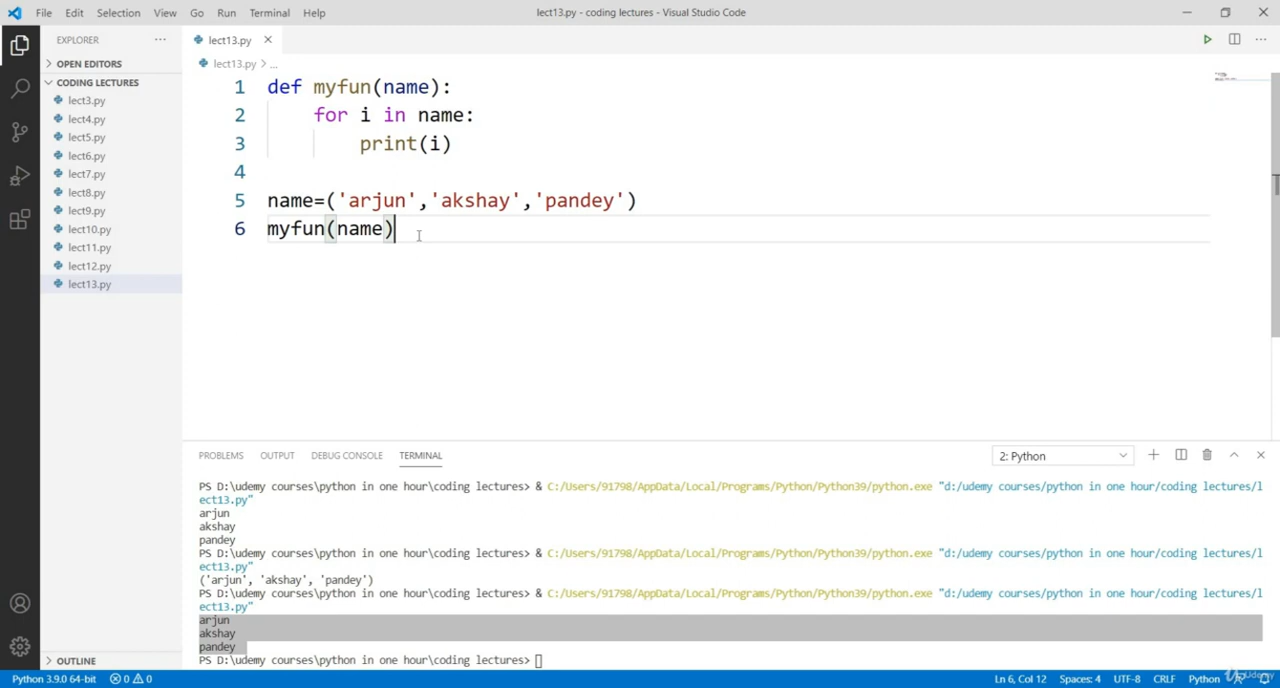 File Edit Selection View Go Run Terminal Help lect13.py - coding lectures - Visual Studio Code
EXPLORER ··· lect13.py
OPEN EDITORS
CODING LECTURES
lect3.py
lect4.py
lect5.py
lect6.py
lect7.py
lect8.py
lect9.py
lect10.py
lect11.py
lect12.py
lect13.py
OUTLINE
lect13.py > ...
1 def myfun(name):
2 for i in name:
3 print(i)
4
5 name=('arjun','akshay','pandey')
6 myfun(name)
PROBLEMS OUTPUT DEBUG CONSOLE TERMINAL 2: Python
PS D:\udemy courses\python in one hour\coding lectures> & C:/Users/91798/AppData/Local/Programs/Python/Python39/python.exe "d:/udemy courses/python in one hour/coding lectures/l
ect13.py"
arjun
akshay
pandey
PS D:\udemy courses\python in one hour\coding lectures> & C:/Users/91798/AppData/Local/Programs/Python/Python39/python.exe "d:/udemy courses/python in one hour/coding lectures/l
ect13.py"
('arjun', 'akshay', 'pandey')
PS D:\udemy courses\python in one hour\coding lectures> & C:/Users/91798/AppData/Local/Programs/Python/Python39/python.exe "d:/udemy courses/python in one hour/coding lectures/l
ect13.py"
arjun
akshay
pandey
PS D:\udemy courses\python in one hour\coding lectures>
Python 3.9.0 64-bit 0 0 Ln 6, Col 12 Spaces: 4 UTF-8 CRLF Python
Udemy